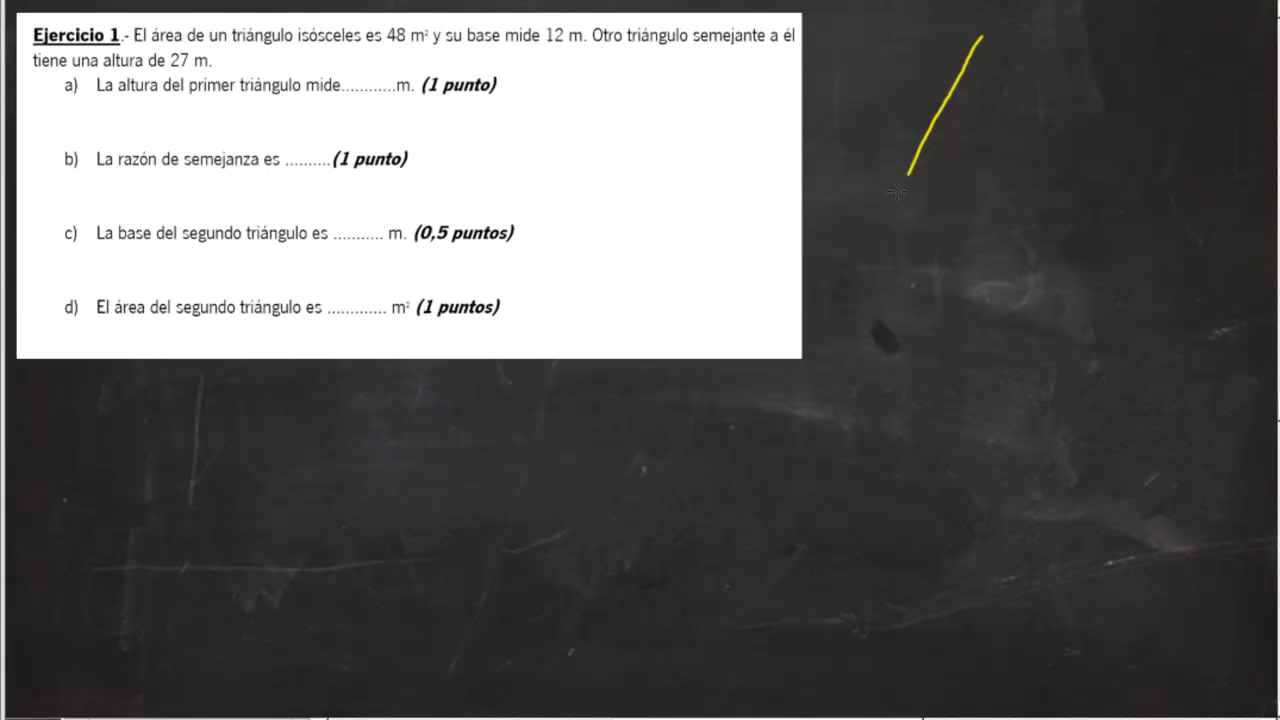 Ejercicio 1.- El área de un triángulo isósceles es 48 m² y su base mide 12 m. Otro triángulo semejante a él
tiene una altura de 27 m.
a) La altura del primer triángulo mide............m. (1 punto)
b) La razón de semejanza es ..........(1 punto)
c) La base del segundo triángulo es ........... m. (0,5 puntos)
d) El área del segundo triángulo es ............. m² (1 puntos)